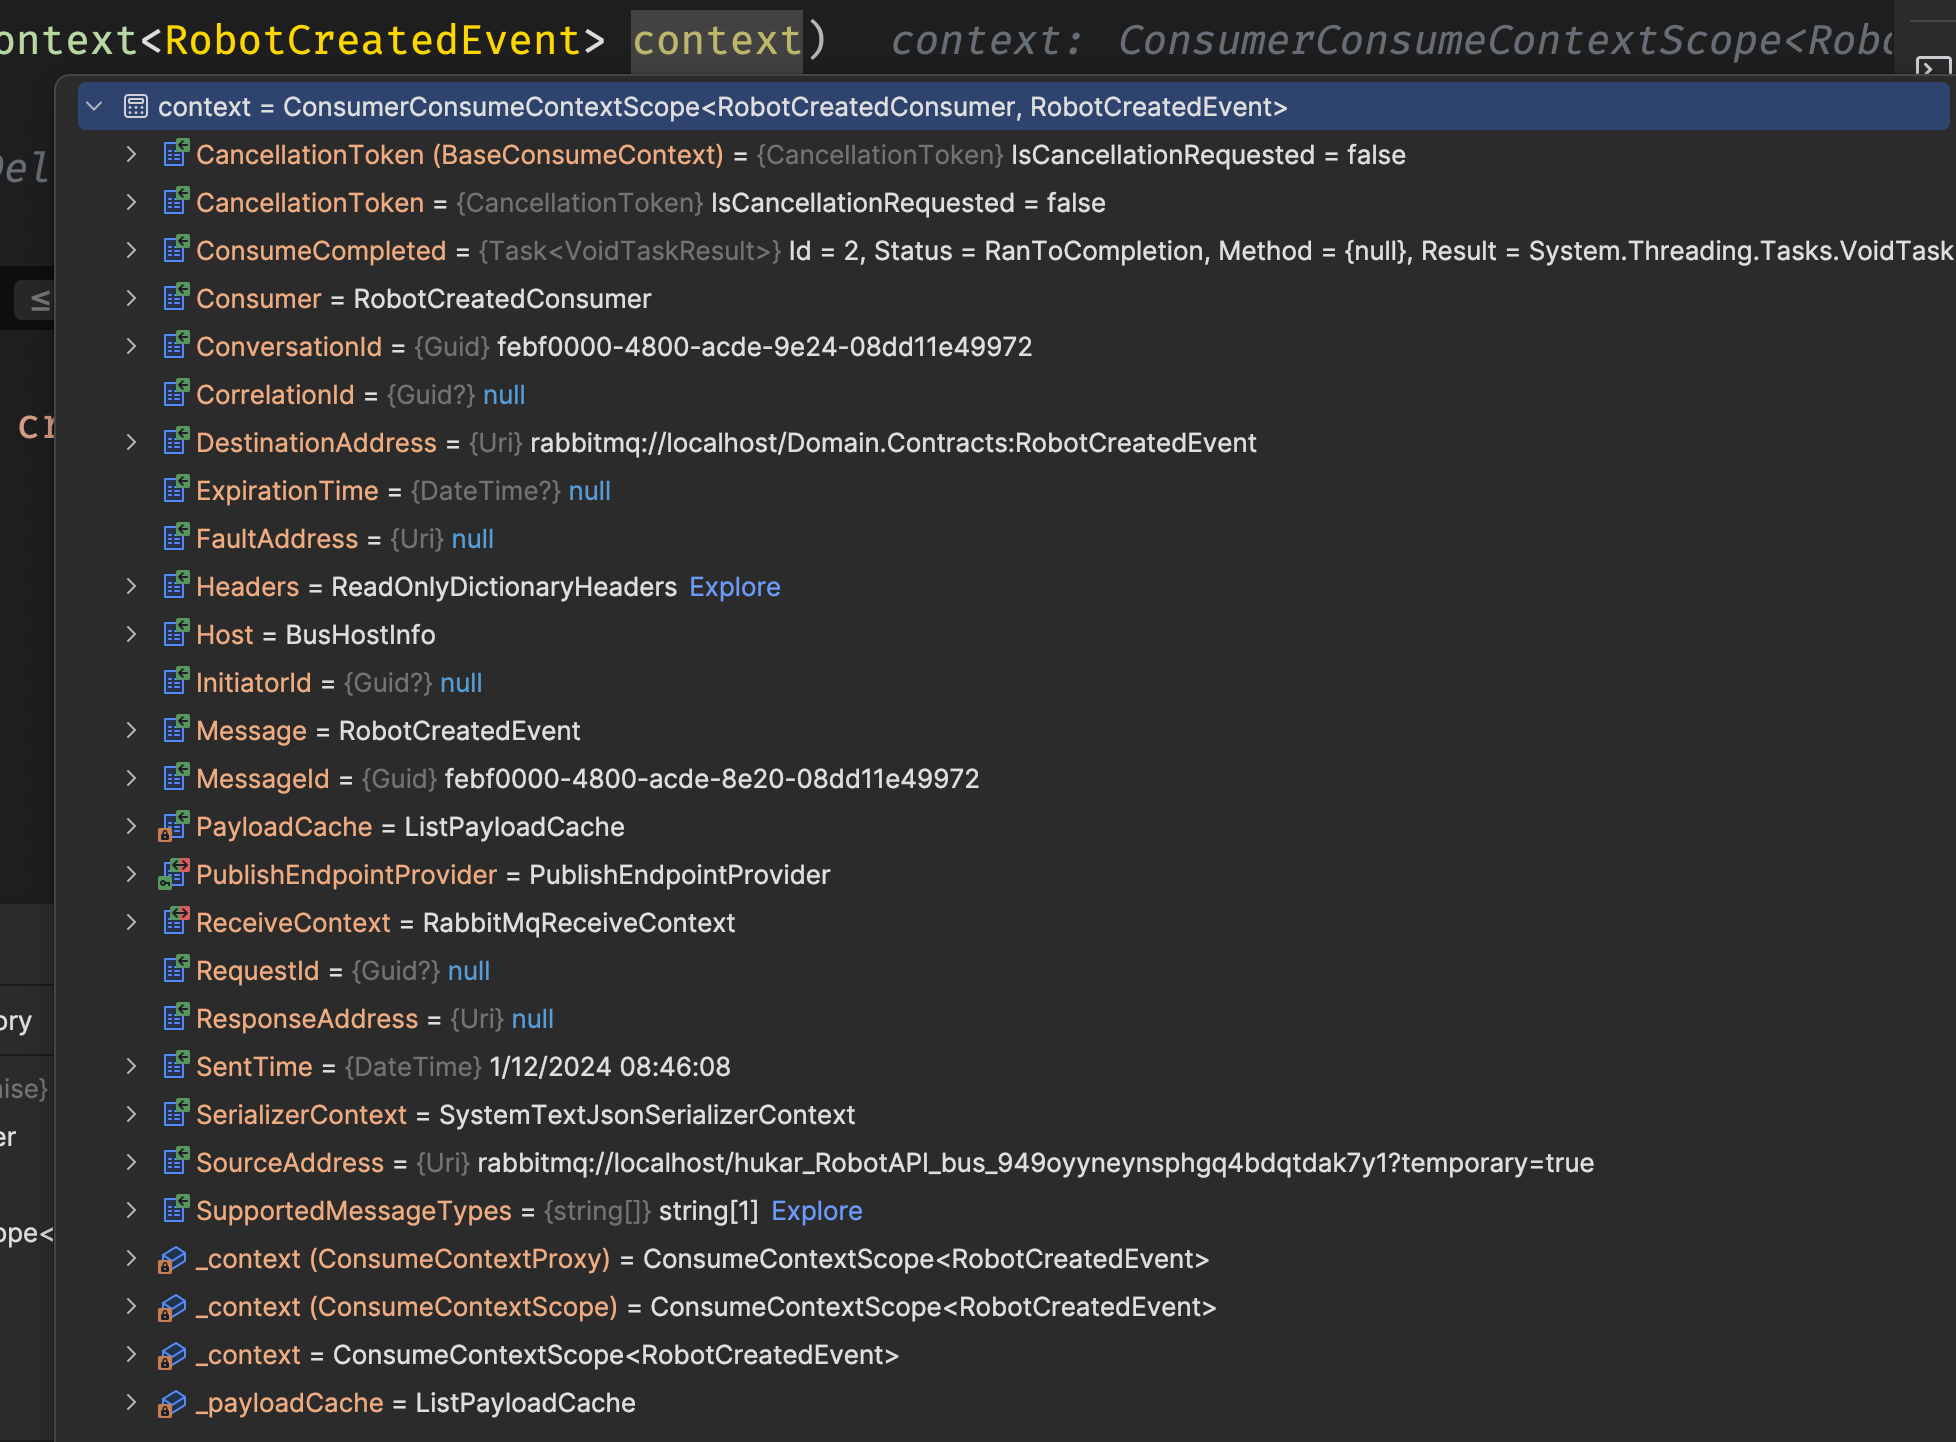 ontext<RobotCreatedEvent> context) context: ConsumerConsumeContextScope<Robo
context = ConsumerConsumeContextScope<RobotCreatedConsumer, RobotCreatedEvent>
CancellationToken (BaseConsumeContext) = {CancellationToken} IsCancellationRequested = false
Del
CancellationToken = {CancellationToken} IsCancellationRequested = false
ConsumeCompleted = {Task<VoidTaskResult>} Id = 2, Status = RanToCompletion, Method = {null}, Result = System.Threading.Tasks.VoidTask
≤
Consumer = RobotCreatedConsumer
ConversationId = {Guid} febf0000-4800-acde-9e24-08dd11e49972
CorrelationId = {Guid?} null
cr
DestinationAddress = {Uri} rabbitmq://localhost/Domain.Contracts:RobotCreatedEvent
ExpirationTime = {DateTime?} null
FaultAddress = {Uri} null
Headers = ReadOnlyDictionaryHeaders Explore
Host = BusHostInfo
InitiatorId = {Guid?} null
Message = RobotCreatedEvent
MessageId = {Guid} febf0000-4800-acde-8e20-08dd11e49972
PayloadCache = ListPayloadCache
PublishEndpointProvider = PublishEndpointProvider
ReceiveContext = RabbitMqReceiveContext
RequestId = {Guid?} null
ory
ResponseAddress = {Uri} null
SentTime = {DateTime} 1/12/2024 08:46:08
ise}
SerializerContext = SystemTextJsonSerializerContext
er
SourceAddress = {Uri} rabbitmq://localhost/hukar_RobotAPI_bus_949oyyneynsphgq4bdqtdak7y1?temporary=true
SupportedMessageTypes = {string[]} string[1] Explore
ope<
_context (ConsumeContextProxy) = ConsumeContextScope<RobotCreatedEvent>
_context (ConsumeContextScope) = ConsumeContextScope<RobotCreatedEvent>
_context = ConsumeContextScope<RobotCreatedEvent>
_payloadCache = ListPayloadCache